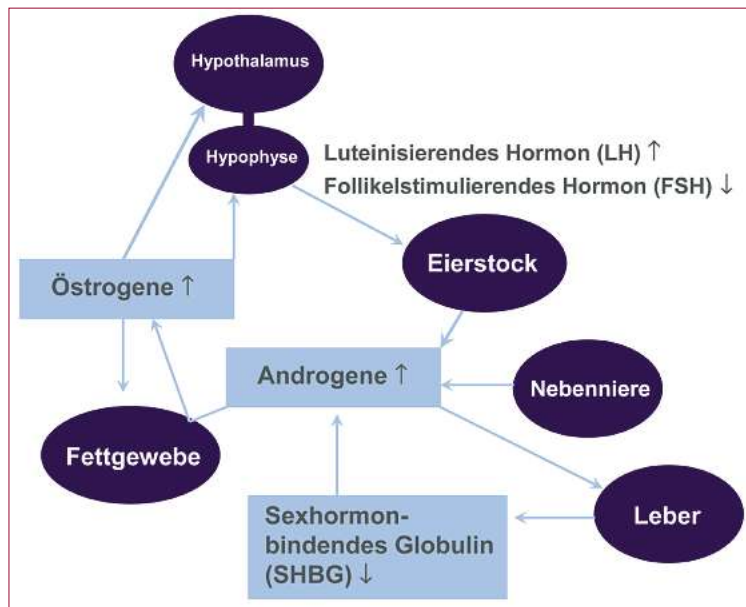 Hypothalamus
Hypophyse
Luteinisierendes Hormon (LH) ↑
Follikelstimulierendes Hormon (FSH) ↓
Eierstock
Östrogene ↑
Androgene ↑
Nebenniere
Fettgewebe
Sexhormon-
bindendes Globulin
(SHBG) ↓
Leber